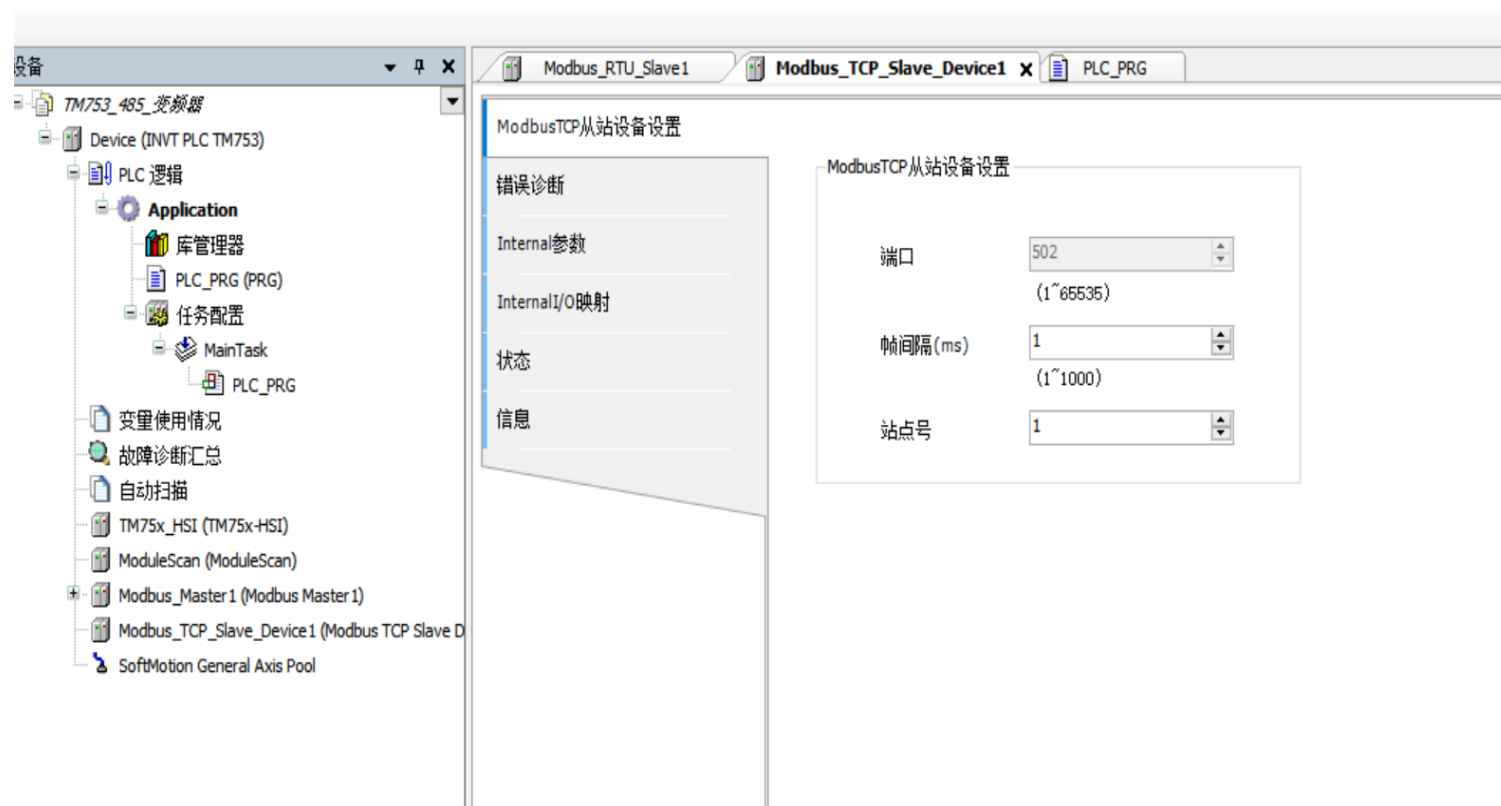 设备
TM753_485_变频器
Device (INVT PLC TM753)
PLC 逻辑
Application
库管理器
PLC_PRG (PRG)
任务配置
MainTask
PLC_PRG
变量使用情况
故障诊断汇总
自动扫描
TM75x_HSI (TM75x-HSI)
ModuleScan (ModuleScan)
Modbus_Master1 (Modbus Master1)
Modbus_TCP_Slave_Device1 (Modbus TCP Slave D
SoftMotion General Axis Pool
Modbus_RTU_Slave1
Modbus_TCP_Slave_Device1
PLC_PRG
ModbusTCP从站设备设置
错误诊断
Internal参数
InternalI/O映射
状态
信息
ModbusTCP从站设备设置
端口 502
(1~65535)
帧间隔(ms) 1
(1~1000)
站点号 1